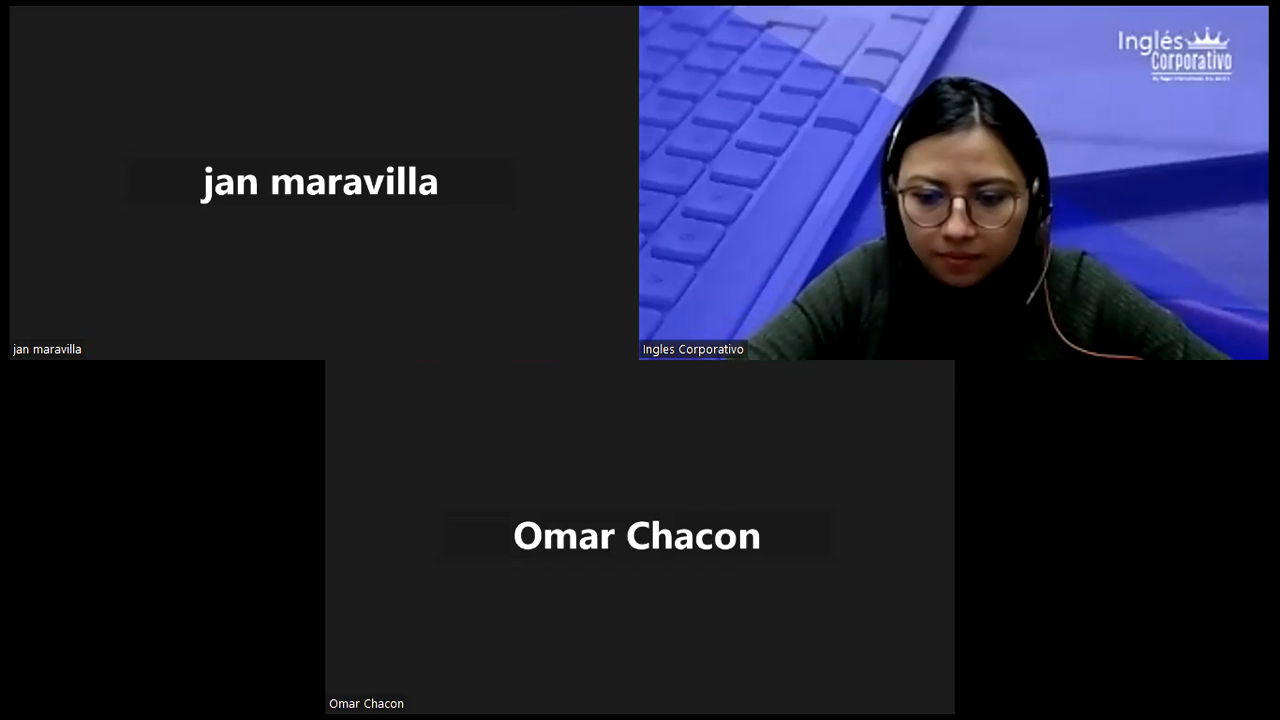 jan maravilla
jan maravilla
Inglés
Corporativo
Ingles Corporativo
Omar Chacon
Omar Chacon